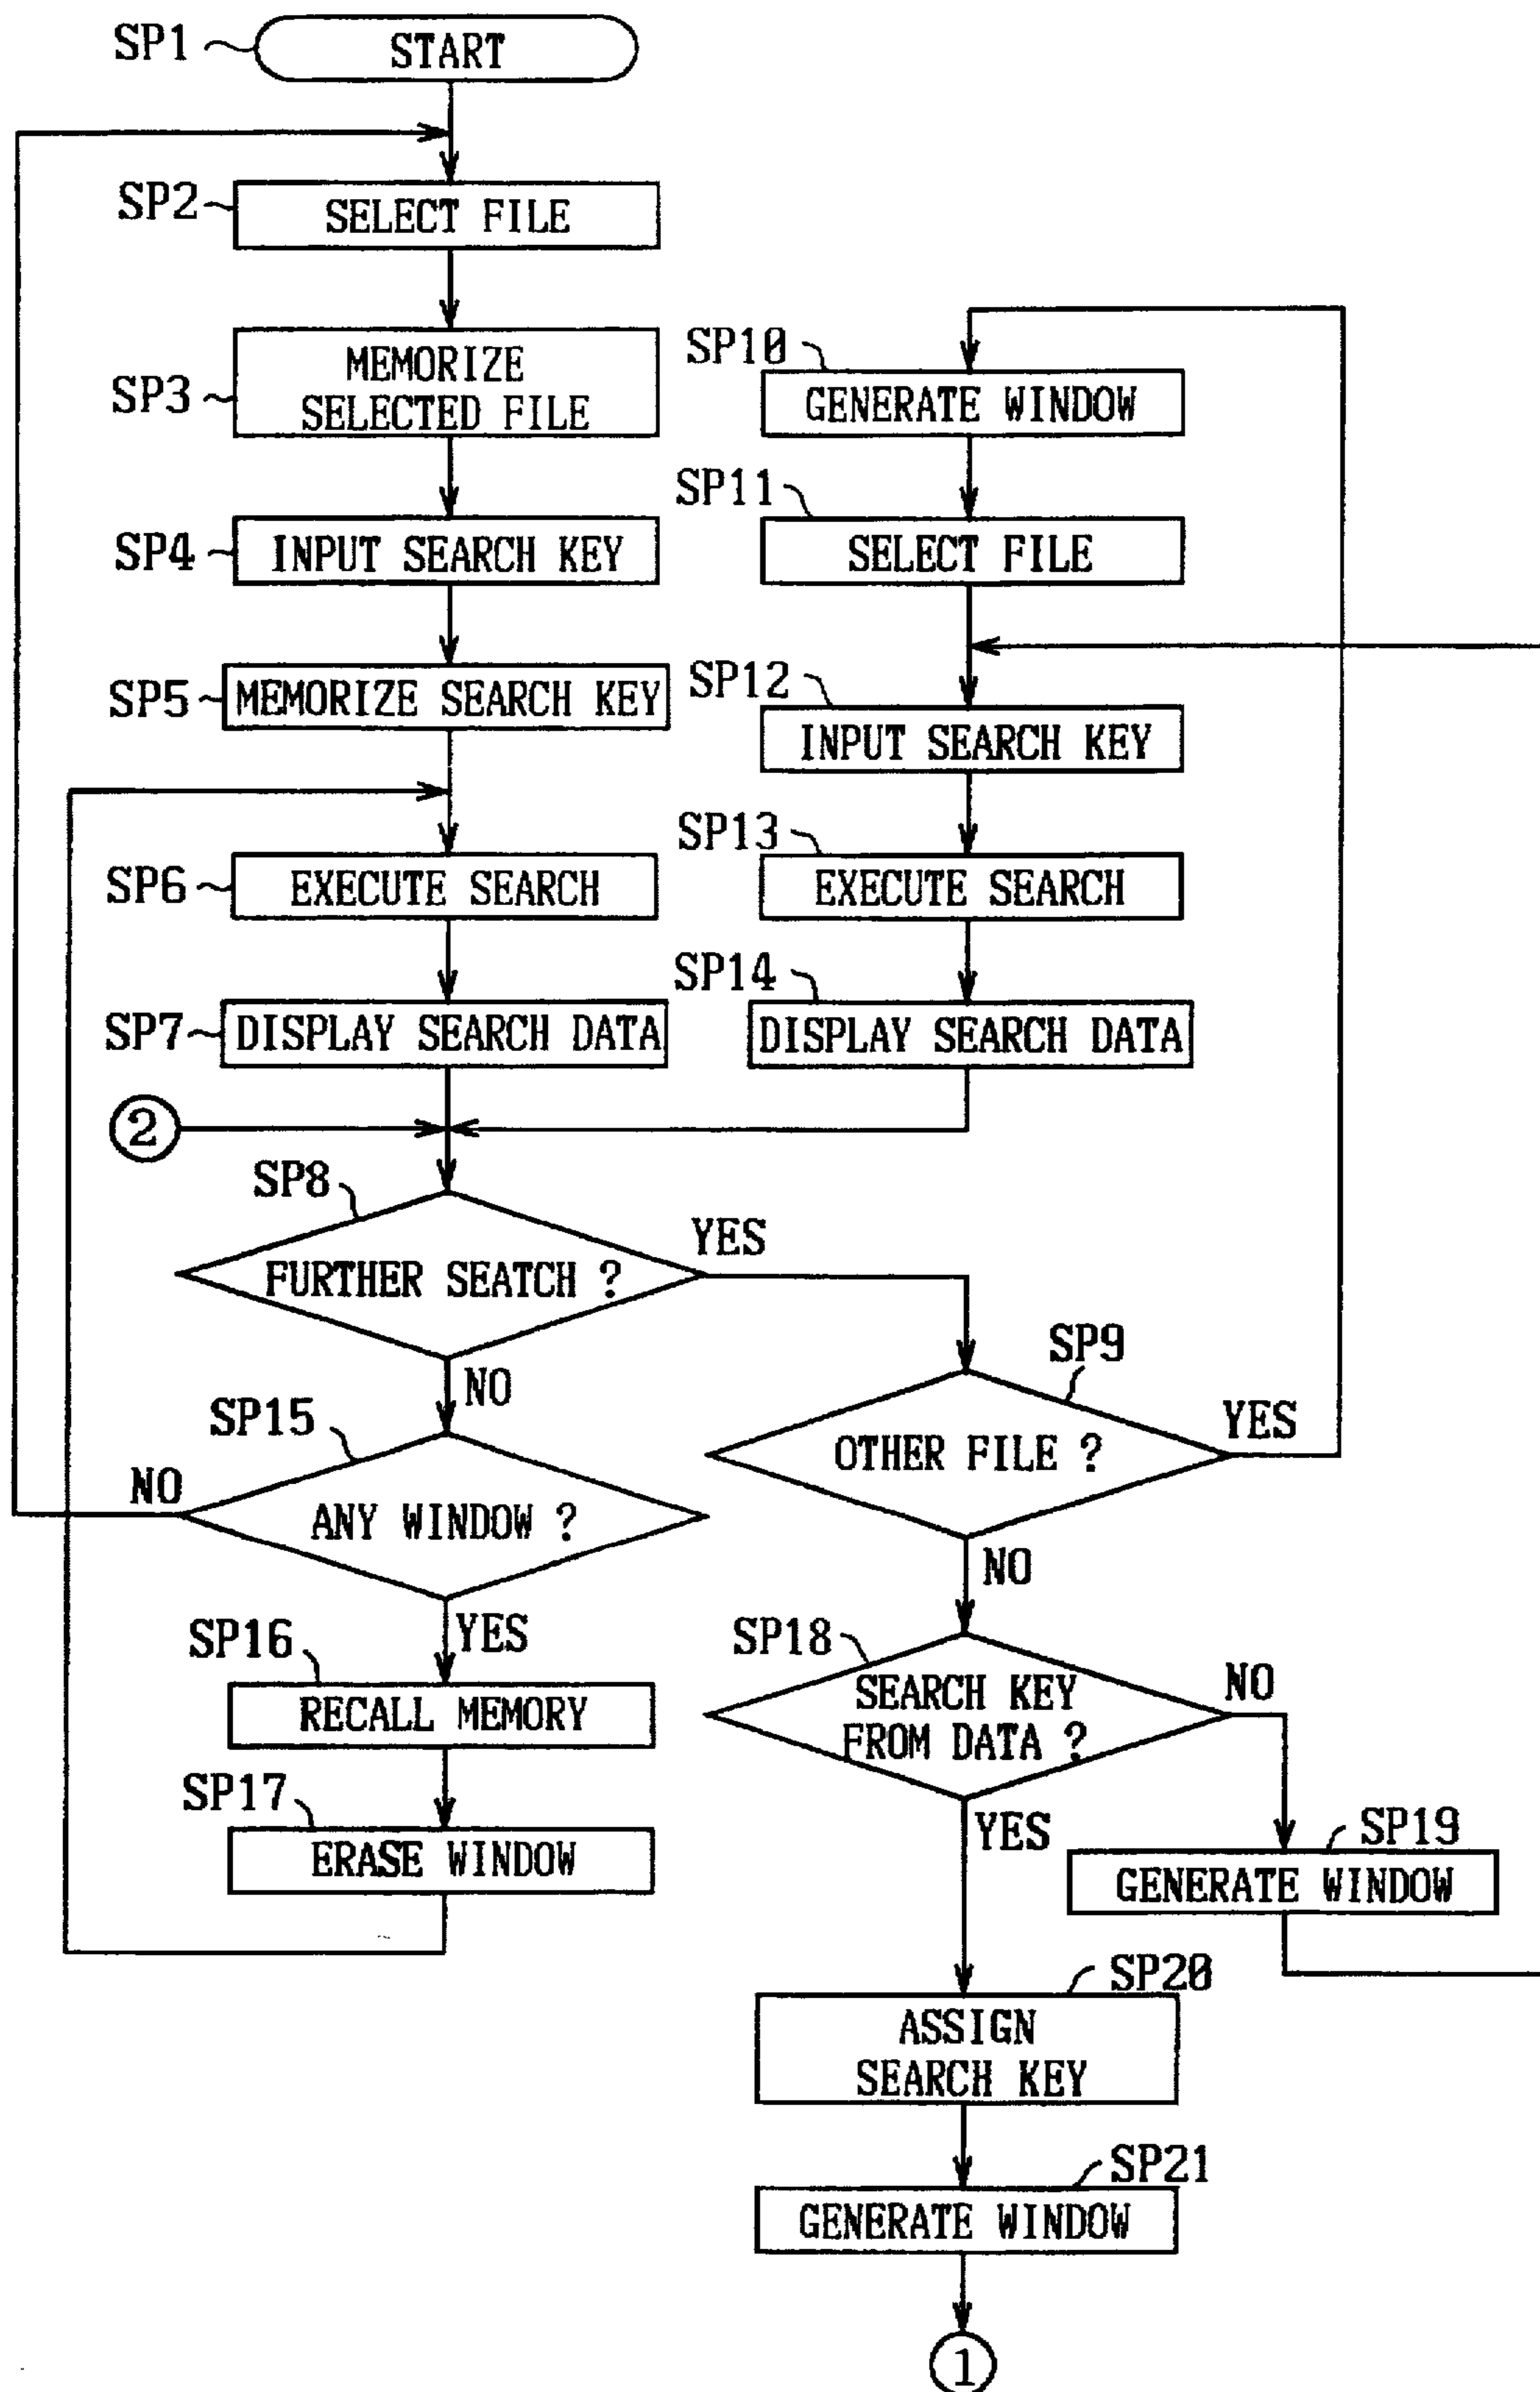 SP1
START
SP2
SELECT FILE
SP3
MEMORIZE
SELECTED FILE
SP4
INPUT SEARCH KEY
SP5
MEMORIZE SEARCH KEY
SP6
EXECUTE SEARCH
SP7
DISPLAY SEARCH DATA
2
SP8
FURTHER SEATCH ?
YES
NO
SP15
ANY WINDOW ?
NO
YES
SP16
RECALL MEMORY
SP17
ERASE WINDOW
SP10
GENERATE WINDOW
SP11
SELECT FILE
SP12
INPUT SEARCH KEY
SP13
EXECUTE SEARCH
SP14
DISPLAY SEARCH DATA
SP9
OTHER FILE ?
YES
NO
SP18
SEARCH KEY
FROM DATA ?
NO
YES
SP19
GENERATE WINDOW
SP20
ASSIGN
SEARCH KEY
SP21
GENERATE WINDOW
1